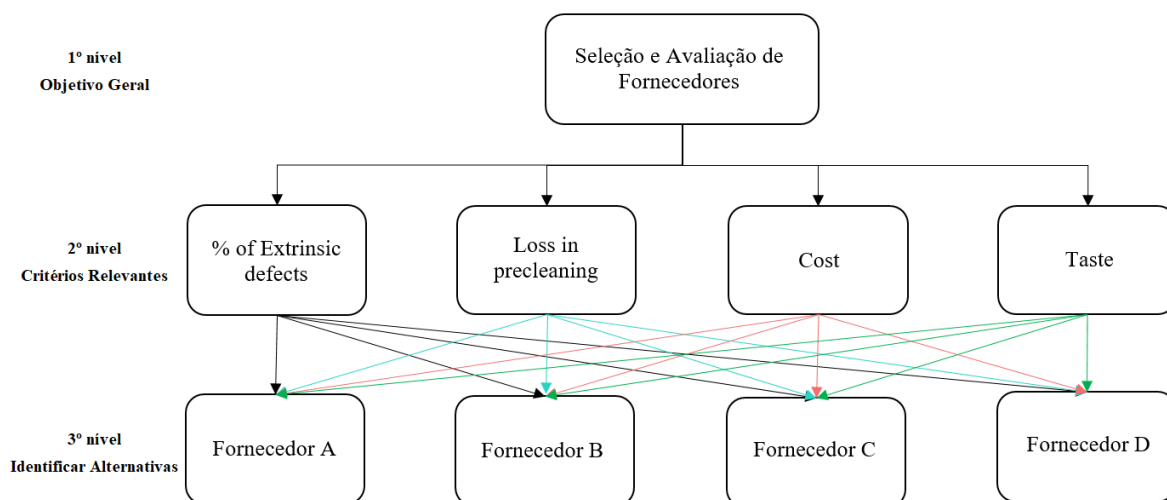 1º nível
Objetivo Geral
Seleção e Avaliação de
Fornecedores
2º nível
Critérios Relevantes
% of Extrinsic
defects
Loss in
precleaning
Cost
Taste
3º nível
Identificar Alternativas
Fornecedor A
Fornecedor B
Fornecedor C
Fornecedor D